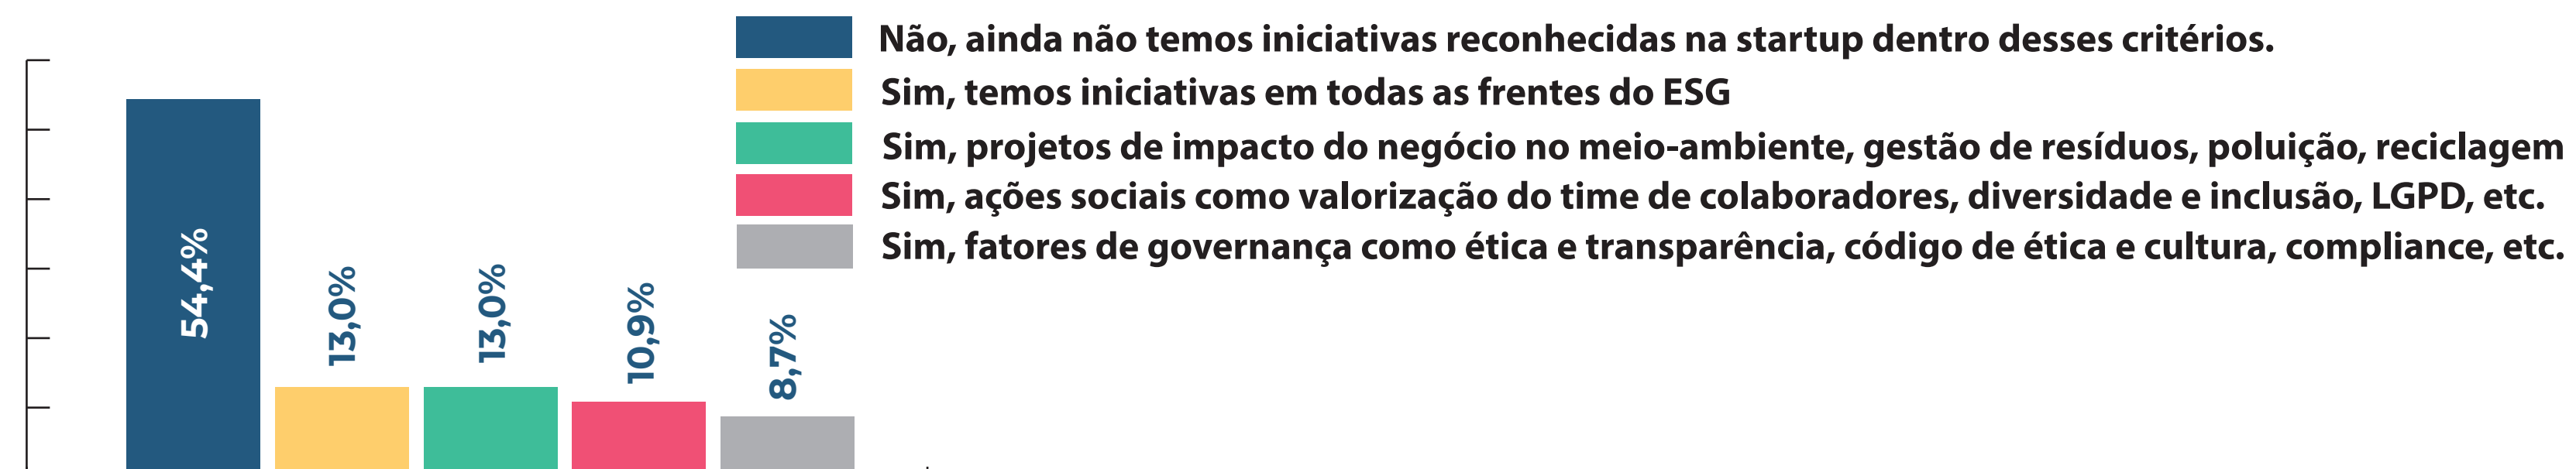 Não, ainda não temos iniciativas reconhecidas na startup dentro desses critérios.
Sim, temos iniciativas em todas as frentes do ESG
Sim, projetos de impacto do negócio no meio-ambiente, gestão de resíduos, poluição, reciclagem
Sim, ações sociais como valorização do time de colaboradores, diversidade e inclusão, LGPD, etc.
Sim, fatores de governança como ética e transparência, código de ética e cultura, compliance, etc.
54,4%
13,0%
13,0%
10,9%
8,7%